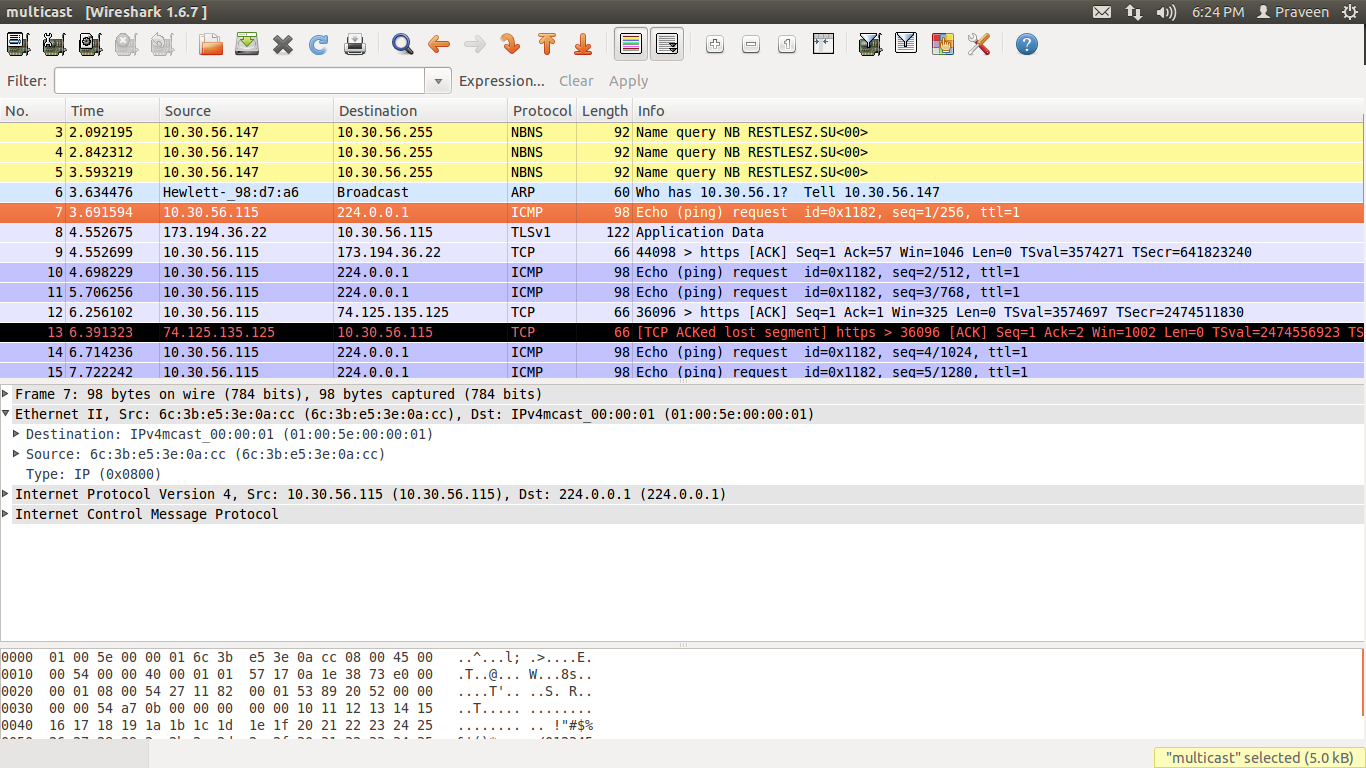 multicast [Wireshark 1.6.7 ] 6:24 PM Praveen
Filter: Expression... Clear Apply
No. Time Source Destination Protocol Length Info
3 2.092195 10.30.56.147 10.30.56.255 NBNS 92 Name query NB RESTLESZ.SU<00>
4 2.842312 10.30.56.147 10.30.56.255 NBNS 92 Name query NB RESTLESZ.SU<00>
5 3.593219 10.30.56.147 10.30.56.255 NBNS 92 Name query NB RESTLESZ.SU<00>
6 3.634476 Hewlett-_98:d7:a6 Broadcast ARP 60 Who has 10.30.56.1? Tell 10.30.56.147
7 3.691594 10.30.56.115 224.0.0.1 ICMP 98 Echo (ping) request id=0x1182, seq=1/256, ttl=1
8 4.552675 173.194.36.22 10.30.56.115 TLSv1 122 Application Data
9 4.552699 10.30.56.115 173.194.36.22 TCP 66 44098 > https [ACK] Seq=1 Ack=57 Win=1046 Len=0 TSval=3574271 TSecr=641823240
10 4.698229 10.30.56.115 224.0.0.1 ICMP 98 Echo (ping) request id=0x1182, seq=2/512, ttl=1
11 5.706256 10.30.56.115 224.0.0.1 ICMP 98 Echo (ping) request id=0x1182, seq=3/768, ttl=1
12 6.256102 10.30.56.115 74.125.135.125 TCP 66 36096 > https [ACK] Seq=1 Ack=1 Win=325 Len=0 TSval=3574697 TSecr=2474511830
13 6.391323 74.125.135.125 10.30.56.115 TCP 66 [TCP ACKed lost segment] https > 36096 [ACK] Seq=1 Ack=2 Win=1002 Len=0 TSval=2474556923 TS
14 6.714236 10.30.56.115 224.0.0.1 ICMP 98 Echo (ping) request id=0x1182, seq=4/1024, ttl=1
15 7.722242 10.30.56.115 224.0.0.1 ICMP 98 Echo (ping) request id=0x1182, seq=5/1280, ttl=1
Frame 7: 98 bytes on wire (784 bits), 98 bytes captured (784 bits)
Ethernet II, Src: 6c:3b:e5:3e:0a:cc (6c:3b:e5:3e:0a:cc), Dst: IPv4mcast_00:00:01 (01:00:5e:00:00:01)
Destination: IPv4mcast_00:00:01 (01:00:5e:00:00:01)
Source: 6c:3b:e5:3e:0a:cc (6c:3b:e5:3e:0a:cc)
Type: IP (0x0800)
Internet Protocol Version 4, Src: 10.30.56.115 (10.30.56.115), Dst: 224.0.0.1 (224.0.0.1)
Internet Control Message Protocol
0000 01 00 5e 00 00 01 6c 3b e5 3e 0a cc 08 00 45 00 ..^...l; .>....E.
0010 00 54 00 00 40 00 01 01 57 17 0a 1e 38 73 e0 00 .T..@... W...8s..
0020 00 01 08 00 54 27 11 82 00 01 53 89 20 52 00 00 ....T'.. ..S. R..
0030 00 00 54 a7 0b 00 00 00 00 00 10 11 12 13 14 15 ..T..... ........
0040 16 17 18 19 1a 1b 1c 1d 1e 1f 20 21 22 23 24 25 ........ .. !"#$%
"multicast" selected (5.0 kB)